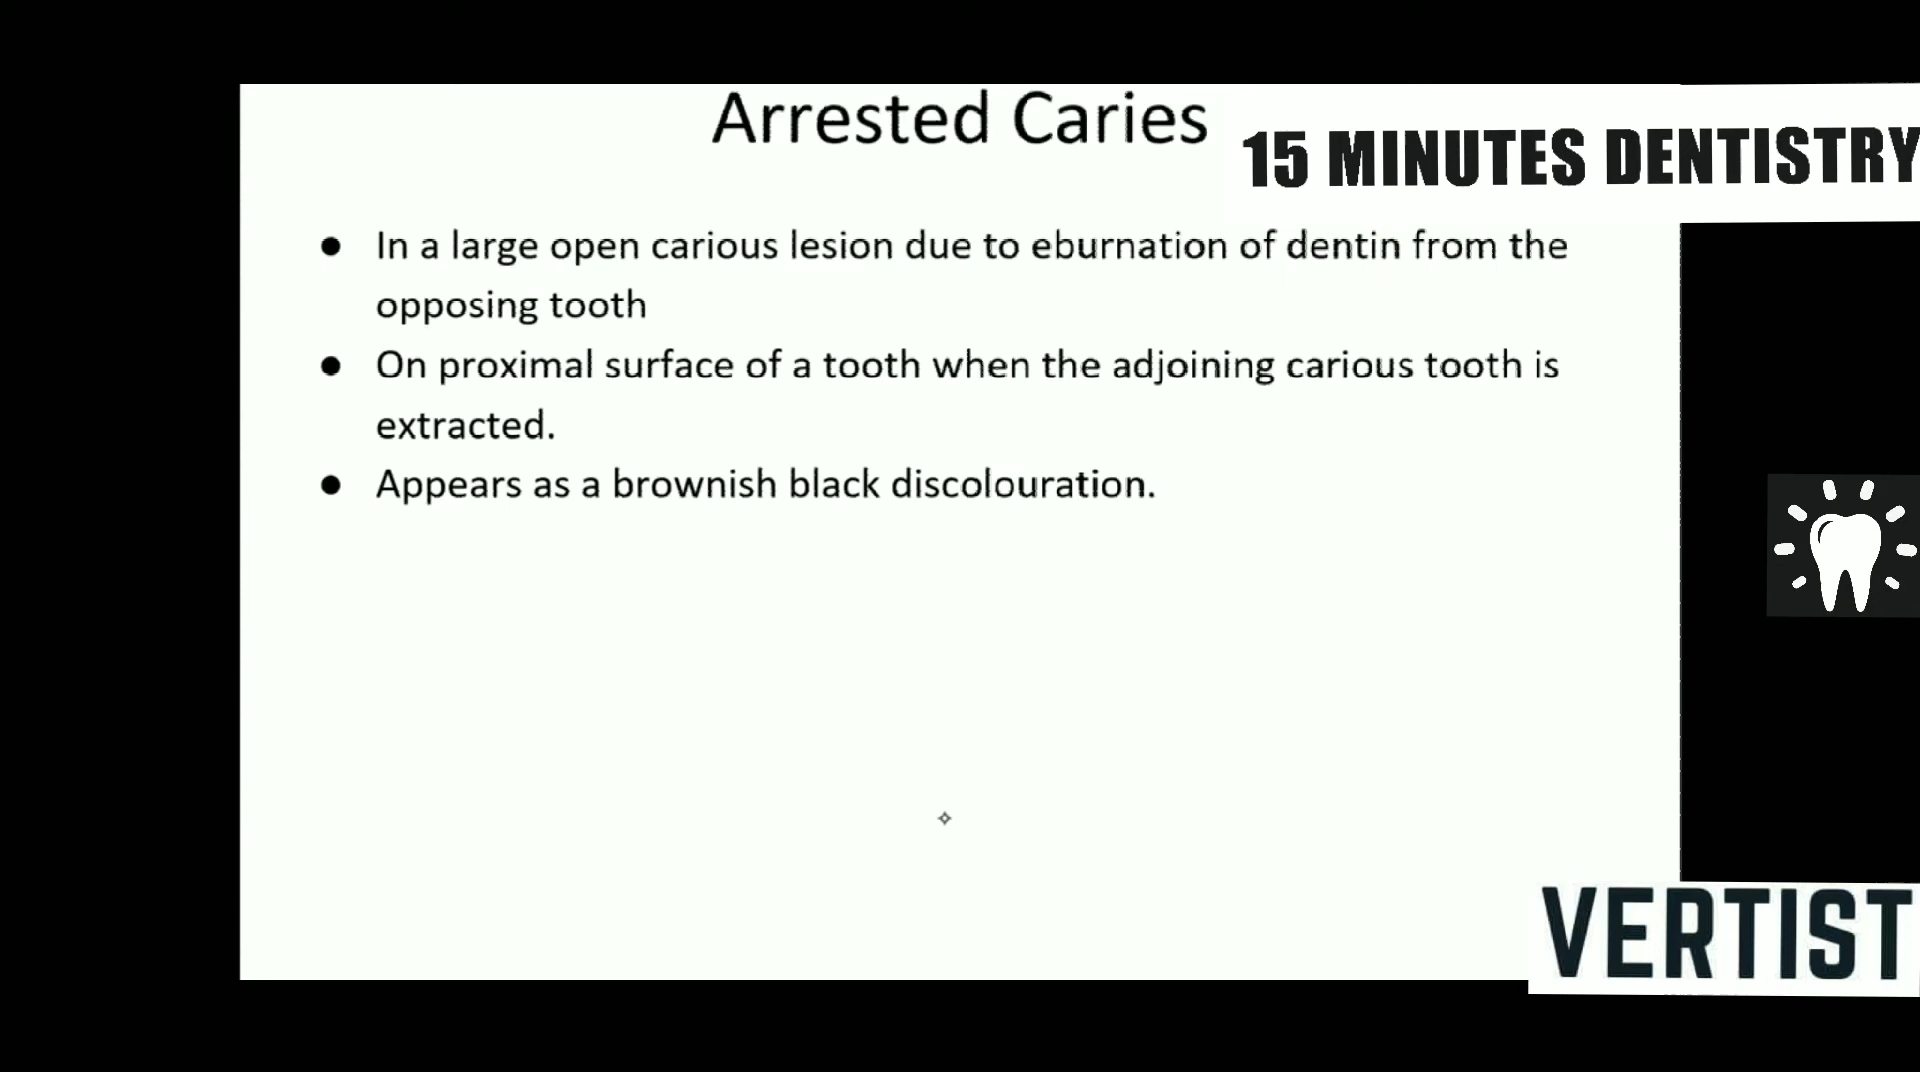 Arrested Caries
15 MINUTES DENTISTRY
● In a large open carious lesion due to eburnation of dentin from the
opposing tooth
● On proximal surface of a tooth when the adjoining carious tooth is
extracted.
● Appears as a brownish black discolouration.
VERTIST